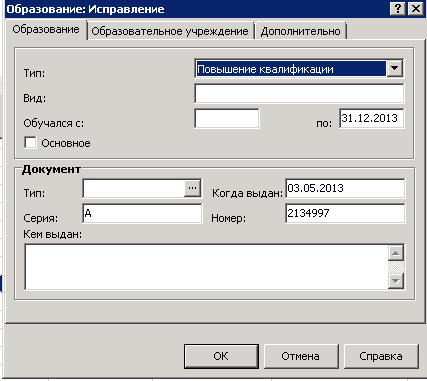 Образование: Исправление
Образование Образовательное учреждение Дополнительно
Тип: Повышение квалификации
Вид:
Обучался с: по: 31.12.2013
Основное
Документ
Тип: ... Когда выдан: 03.05.2013
Серия: А Номер: 2134997
Кем выдан:
OK Отмена Справка